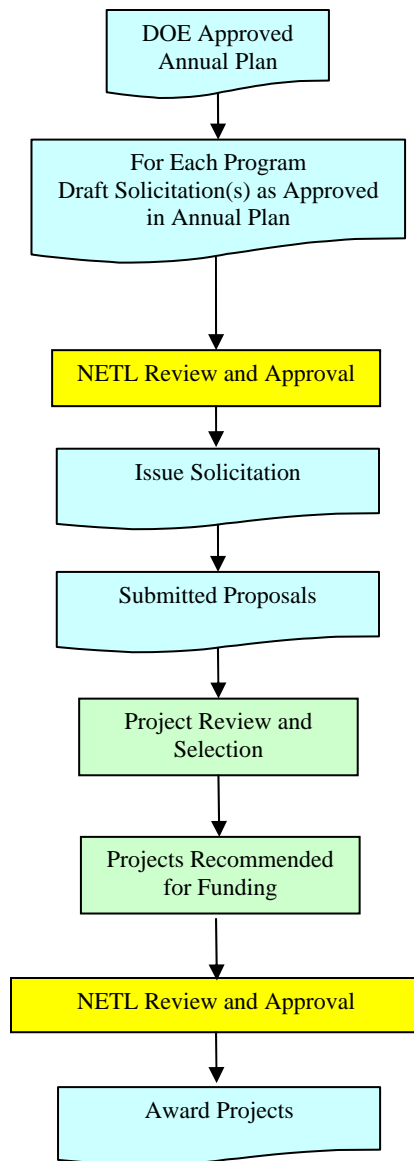 DOE Approved
Annual Plan
For Each Program
Draft Solicitation(s) as Approved
in Annual Plan
NETL Review and Approval
Issue Solicitation
Submitted Proposals
Project Review and
Selection
Projects Recommended
for Funding
NETL Review and Approval
Award Projects